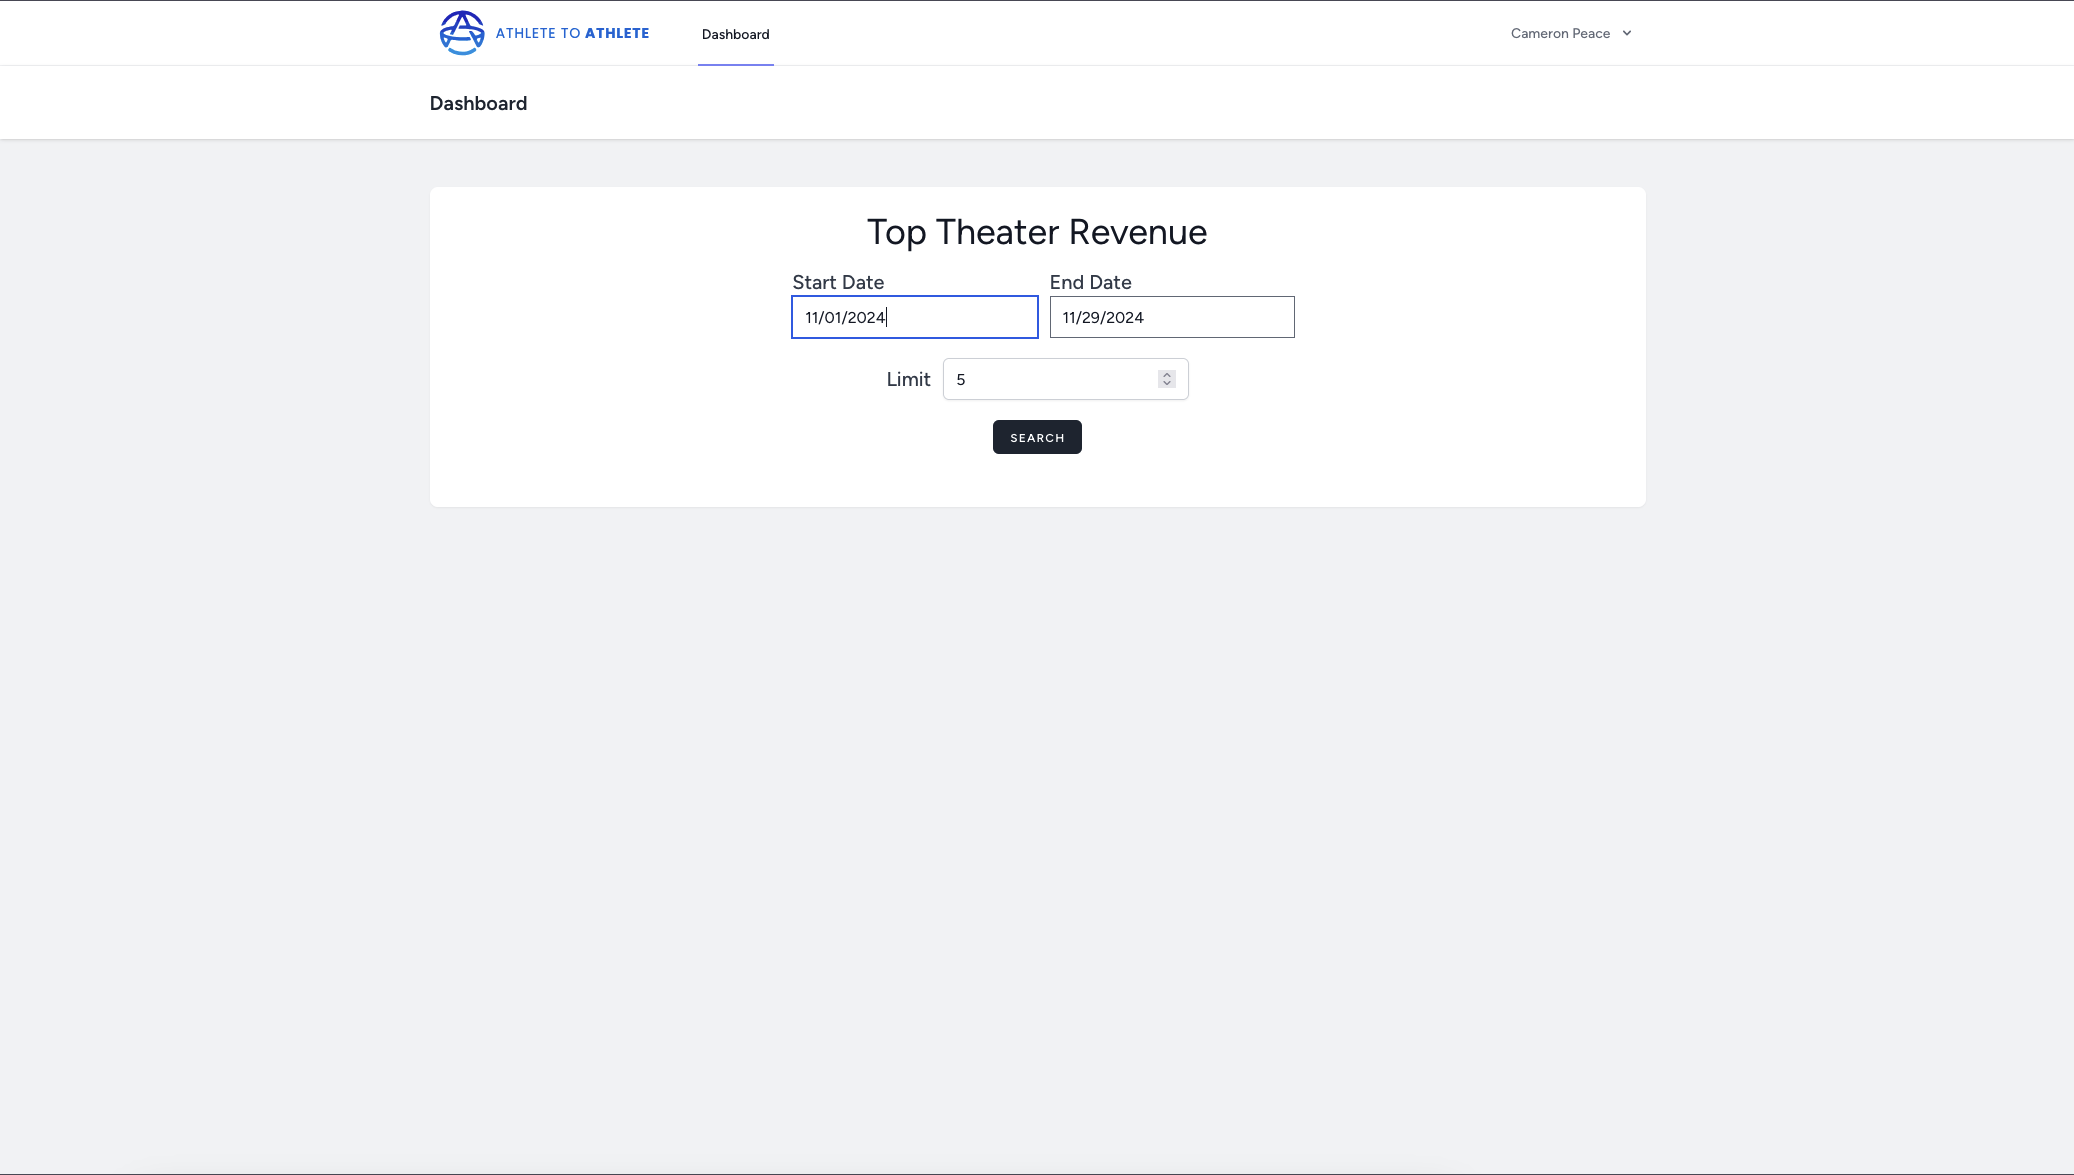 ATHLETE TO ATHLETE
Dashboard
Cameron Peace
Dashboard
Top Theater Revenue
Start Date
End Date
11/01/2024
11/29/2024
Limit
5
SEARCH